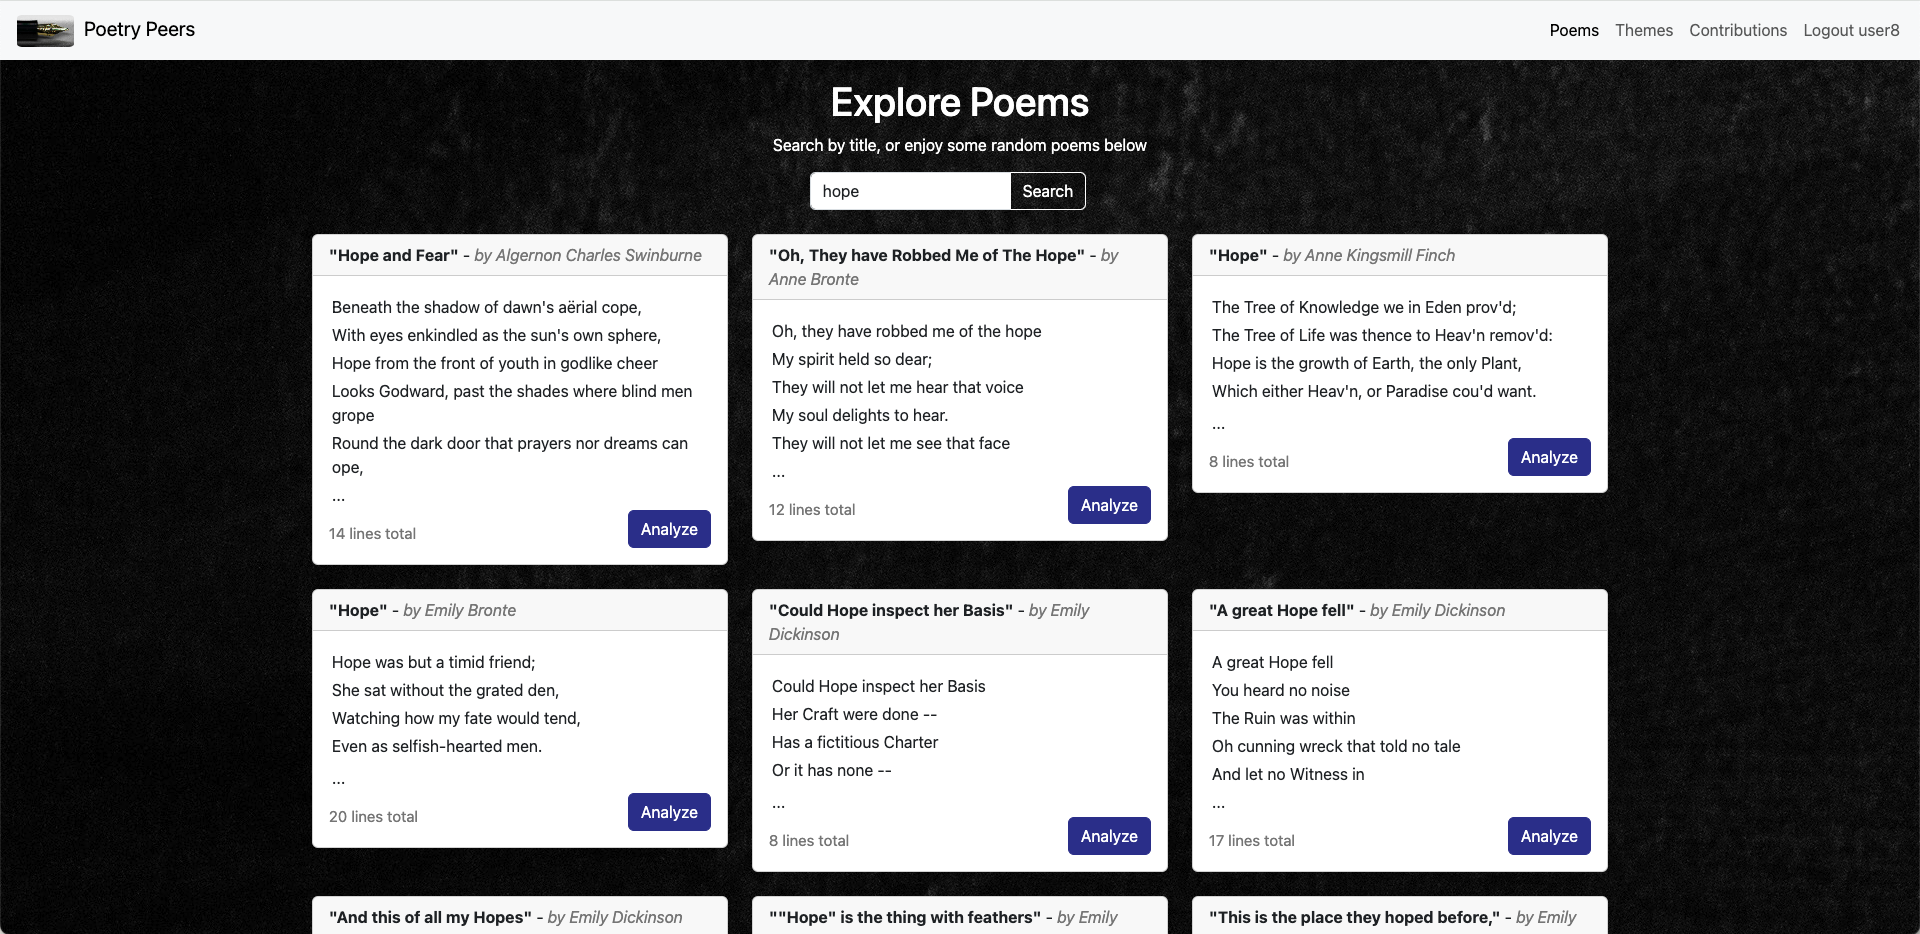 Poetry Peers
Poems Themes Contributions Logout user8
Explore Poems
Search by title, or enjoy some random poems below
hope Search
"Hope and Fear" - by Algernon Charles Swinburne
Beneath the shadow of dawn's aërial cope,
With eyes enkindled as the sun's own sphere,
Hope from the front of youth in godlike cheer
Looks Godward, past the shades where blind men
grope
Round the dark door that prayers nor dreams can
ope,
...
14 lines total Analyze
"Oh, They have Robbed Me of The Hope" - by
Anne Bronte
Oh, they have robbed me of the hope
My spirit held so dear;
They will not let me hear that voice
My soul delights to hear.
They will not let me see that face
...
12 lines total Analyze
"Hope" - by Anne Kingsmill Finch
The Tree of Knowledge we in Eden prov'd;
The Tree of Life was thence to Heav'n remov'd:
Hope is the growth of Earth, the only Plant,
Which either Heav'n, or Paradise cou'd want.
...
8 lines total Analyze
"Hope" - by Emily Bronte
Hope was but a timid friend;
She sat without the grated den,
Watching how my fate would tend,
Even as selfish-hearted men.
...
20 lines total Analyze
"Could Hope inspect her Basis" - by Emily
Dickinson
Could Hope inspect her Basis
Her Craft were done --
Has a fictitious Charter
Or it has none --
...
8 lines total Analyze
"A great Hope fell" - by Emily Dickinson
A great Hope fell
You heard no noise
The Ruin was within
Oh cunning wreck that told no tale
And let no Witness in
...
17 lines total Analyze
"And this of all my Hopes" - by Emily Dickinson
""Hope" is the thing with feathers" - by Emily
"This is the place they hoped before," - by Emily